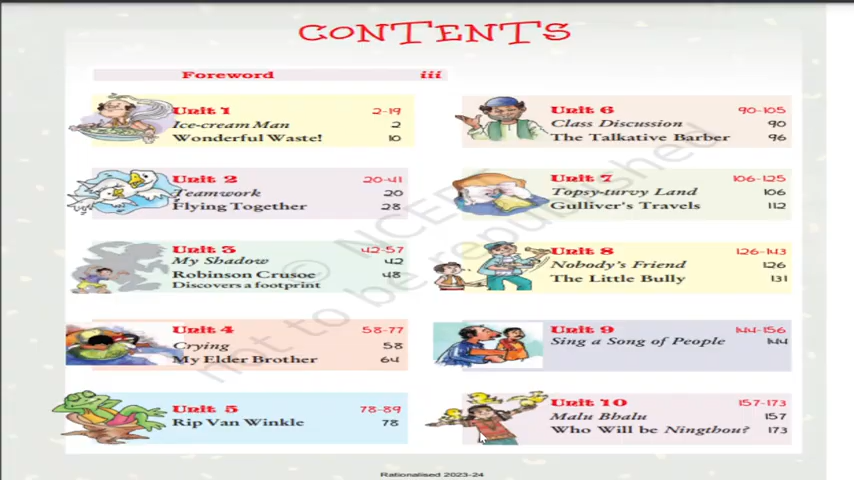 CONTENTS
Foreword iii
Unit 1 2-19
Ice-cream Man 2
Wonderful Waste! 10
Unit 2 20-41
Teamwork 20
Flying Together 28
Unit 3 42-57
My Shadow 42
Robinson Crusoe 48
Discovers a footprint
Unit 4 58-77
Crying 58
My Elder Brother 64
Unit 5 78-89
Rip Van Winkle 78
Unit 6 90-105
Class Discussion 90
The Talkative Barber 96
Unit 7 106-125
Topsy-turvy Land 106
Gulliver's Travels 112
Unit 8 126-143
Nobody's Friend 126
The Little Bully 131
Unit 9 144-156
Sing a Song of People 144
Unit 10 157-173
Malu Bhalu 157
Who Will be Ningthou? 173
© NCERT
not to be republished
Rationalised 2023-24